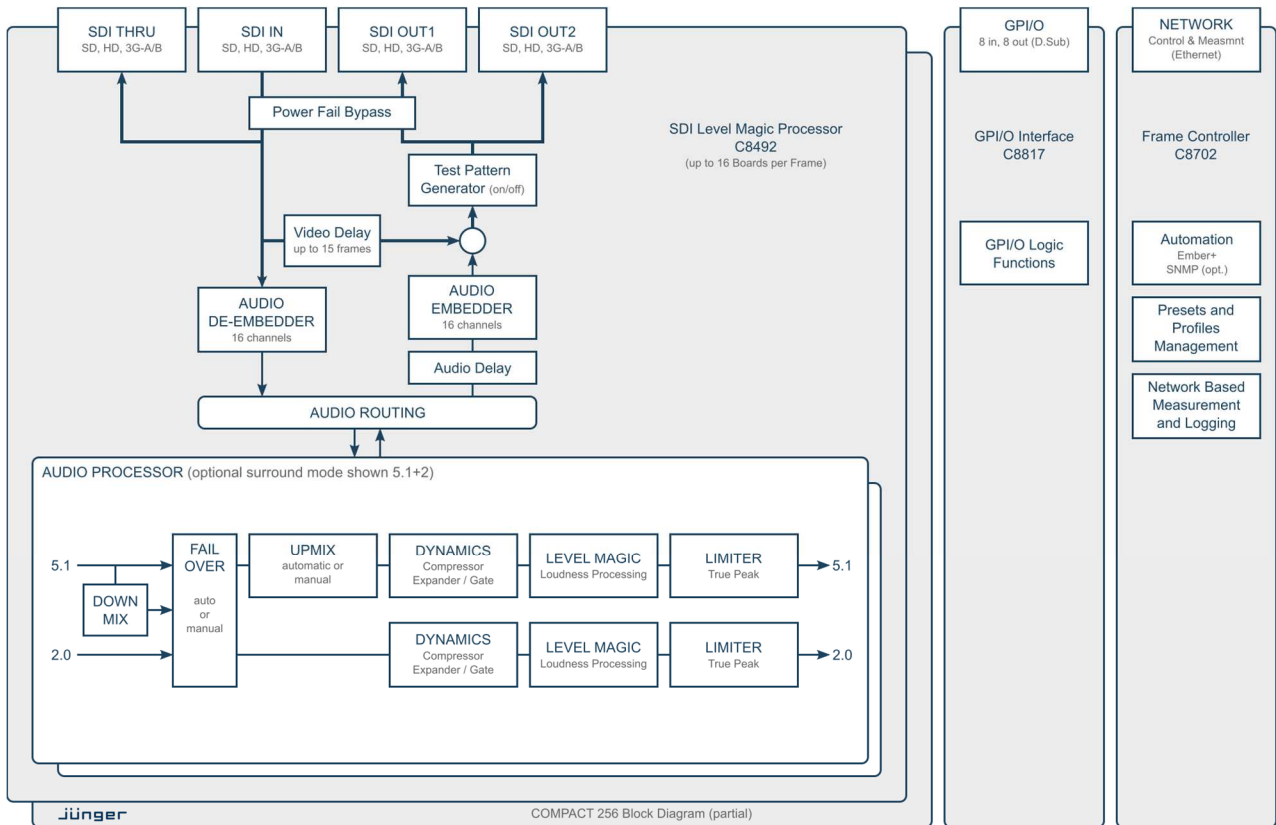 SDI THRU
SD, HD, 3G-A/B
SDI IN
SD, HD, 3G-A/B
SDI OUT1
SD, HD, 3G-A/B
SDI OUT2
SD, HD, 3G-A/B
GPI/O
8 in, 8 out (D.Sub)
NETWORK
Control & Measmnt
(Ethernet)
Power Fail Bypass
SDI Level Magic Processor
C8492
(up to 16 Boards per Frame)
GPI/O Interface
C8817
Frame Controller
C8702
Test Pattern
Generator (on/off)
Video Delay
up to 15 frames
GPI/O Logic
Functions
Automation
Ember+
SNMP (opt.)
AUDIO
DE-EMBEDDER
16 channels
AUDIO
EMBEDDER
16 channels
Presets and
Profiles
Management
Audio Delay
Network Based
Measurement
and Logging
AUDIO ROUTING
AUDIO PROCESSOR (optional surround mode shown 5.1+2)
5.1
DOWN
MIX
2.0
FAIL
OVER
auto
or
manual
UPMIX
automatic or
manual
DYNAMICS
Compressor
Expander / Gate
LEVEL MAGIC
Loudness Processing
LIMITER
True Peak
5.1
DYNAMICS
Compressor
Expander / Gate
LEVEL MAGIC
Loudness Processing
LIMITER
True Peak
2.0
jünger
COMPACT 256 Block Diagram (partial)